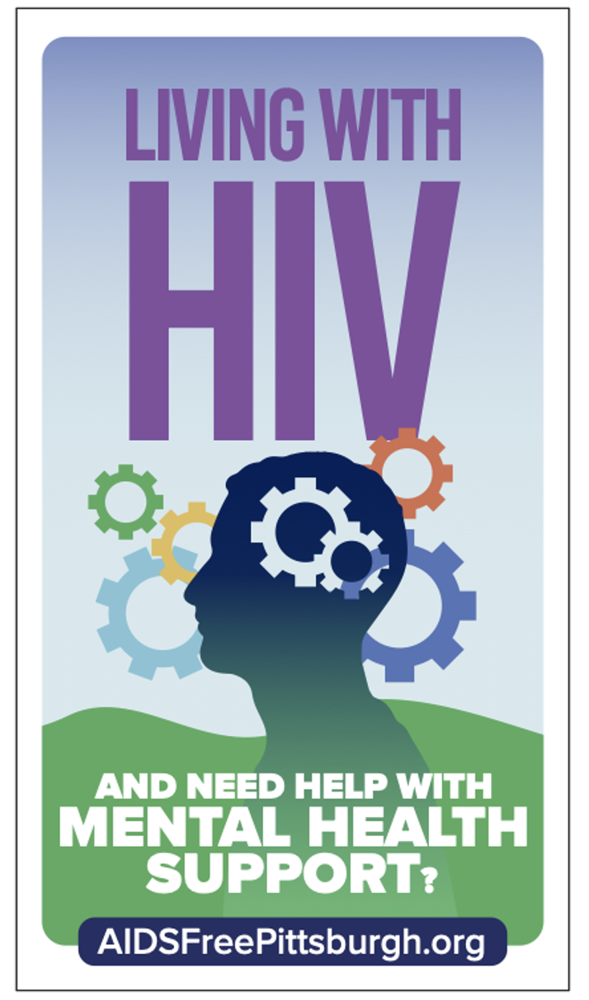 LIVING WITH
HIV
AND NEED HELP WITH
MENTAL HEALTH
SUPPORT?
AIDSFreePittsburgh.org